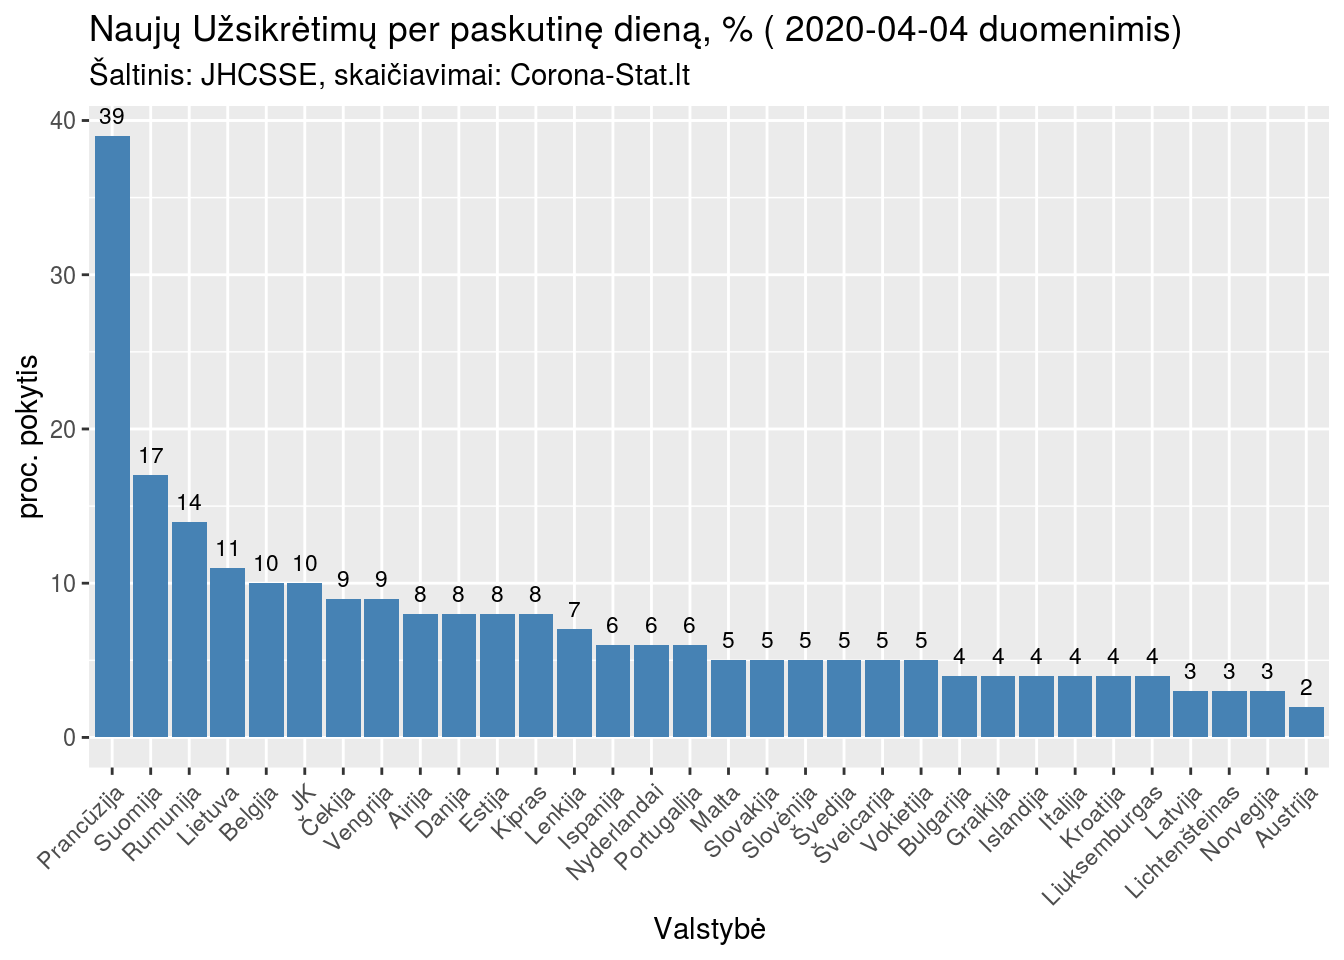 Naujų Užsikrėtimų per paskutinę dieną, % ( 2020-04-04 duomenimis)
Šaltinis: JHCSSE, skaičiavimai: Corona-Stat.lt
proc. pokytis
40
30
20
10
0
39
17
14
11
10
10
9
9
8
8
8
8
7
6
6
6
5
5
5
5
5
5
4
4
4
4
4
4
3
3
3
2
Prancūzija
Suomija
Rumunija
Lietuva
Belgija
JK
Čekija
Vengrija
Airija
Danija
Estija
Kipras
Lenkija
Ispanija
Nyderlandai
Portugalija
Malta
Slovakija
Slovėnija
Švedija
Šveicarija
Vokietija
Bulgarija
Graikija
Islandija
Italija
Kroatija
Liuksemburgas
Latvija
Lichtenšteinas
Norvegija
Austrija
Valstybė